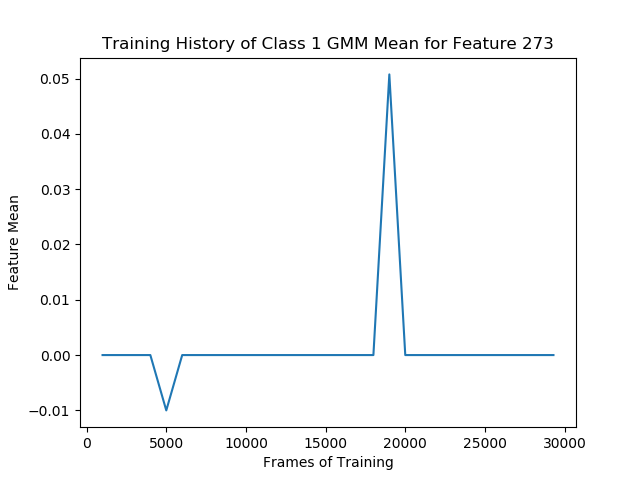 Training History of Class 1 GMM Mean for Feature 273
0.05
0.04
0.03
0.02
0.01
0.00
−0.01
Feature Mean
0 5000 10000 15000 20000 25000 30000
Frames of Training